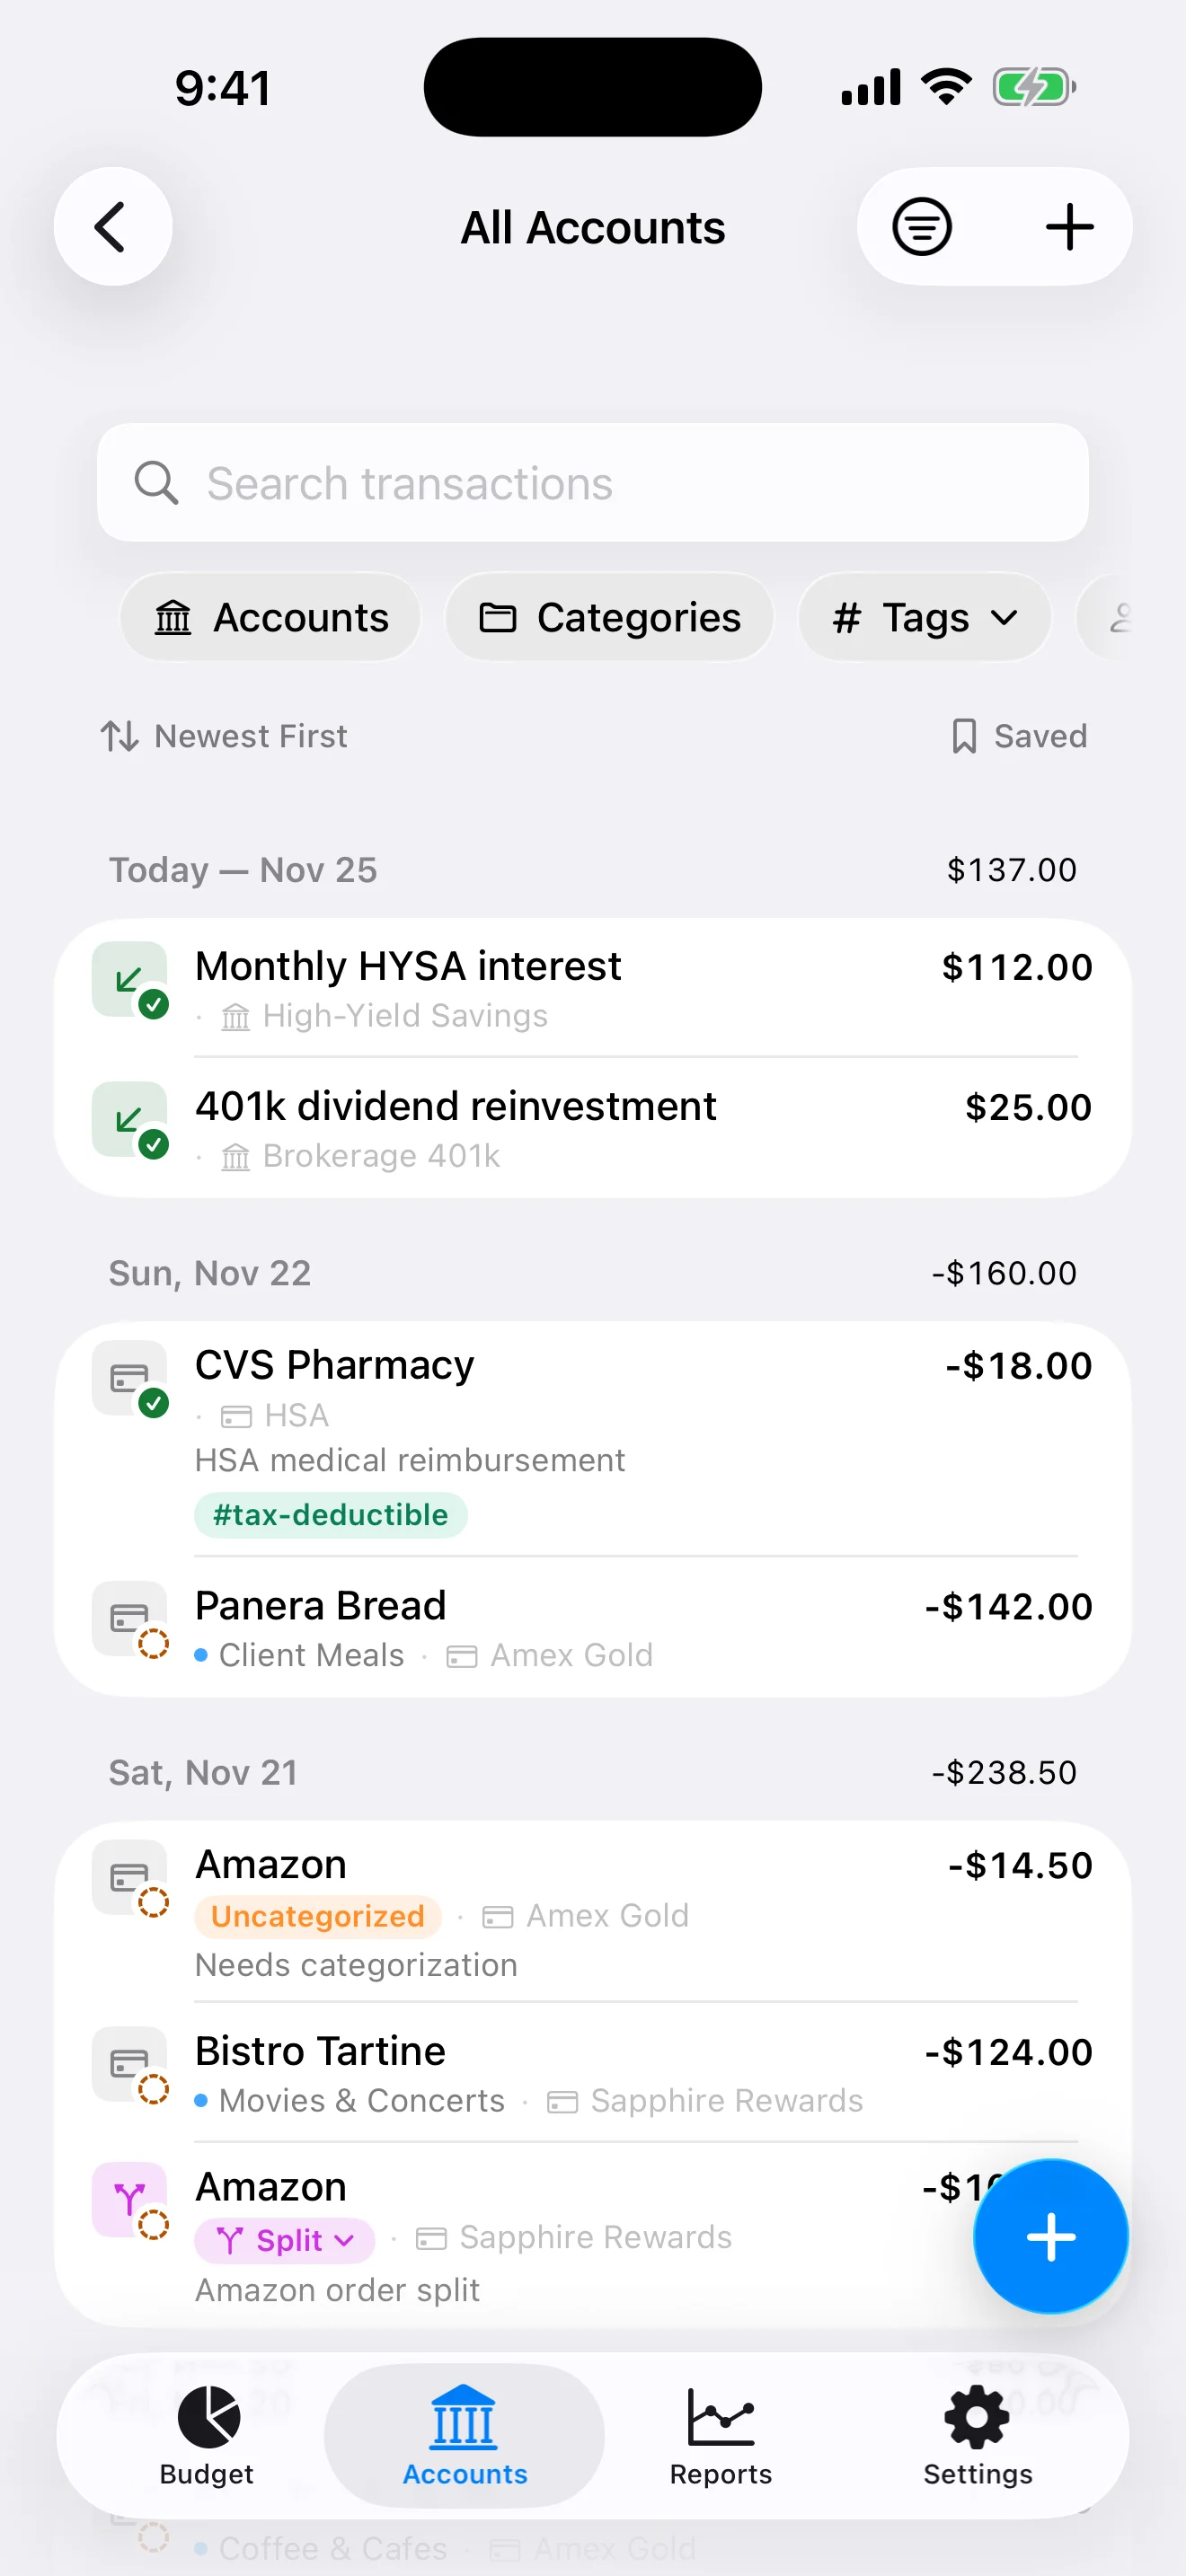 9:41
All Accounts
Search transactions
Accounts
Categories
# Tags
Newest First
Saved
Today — Nov 25
$137.00
Monthly HYSA interest
$112.00
· High-Yield Savings
401k dividend reinvestment
$25.00
· Brokerage 401k
Sun, Nov 22
-$160.00
CVS Pharmacy
-$18.00
· HSA
HSA medical reimbursement
#tax-deductible
Panera Bread
-$142.00
Client Meals · Amex Gold
Sat, Nov 21
-$238.50
Amazon
-$14.50
Uncategorized · Amex Gold
Needs categorization
Bistro Tartine
-$124.00
Movies & Concerts · Sapphire Rewards
Amazon
Split · Sapphire Rewards
Amazon order split
Budget
Accounts
Reports
Settings
Coffee & Cafes · Amex Gold